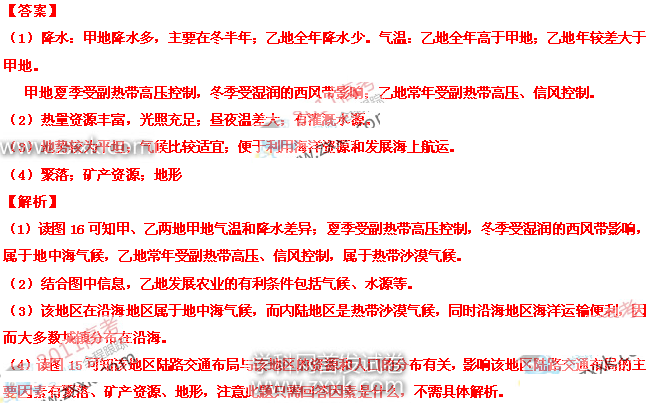 【答案】
（1）降水：甲地降水多，主要在冬半年；乙地全年降水少。气温：乙地全年高于甲地；乙地年较差大于
甲地。
甲地夏季受副热带高压控制，冬季受湿润的西风带影响；乙地常年受副热带高压、信风控制。
（2）热量资源丰富，光照充足；昼夜温差大；有灌溉水源。
（3）地势较为平坦；气候比较适宜；便于利用海洋资源和发展海上航运。
（4）聚落；矿产资源；地形
【解析】
（1）读图 16 可知甲、乙两地甲地气温和降水差异；夏季受副热带高压控制，冬季受湿润的西风带影响，
属于地中海气候，乙地常年受副热带高压、信风控制，属于热带沙漠气候。
（2）结合图中信息，乙地发展农业的有利条件包括气候、水源等。
（3）该地区在沿海地区属于地中海气候，而内陆地区是热带沙漠气候，同时沿海地区海洋运输便利，因
而大多数城镇分布在沿海。
（4）读图 15 可知该地区陆路交通布局与该地区的资源和人口的分布有关，影响该地区陆路交通布局的主
要因素有聚落、矿产资源、地形，注意此题只需回答因素是什么，不需具体解析。